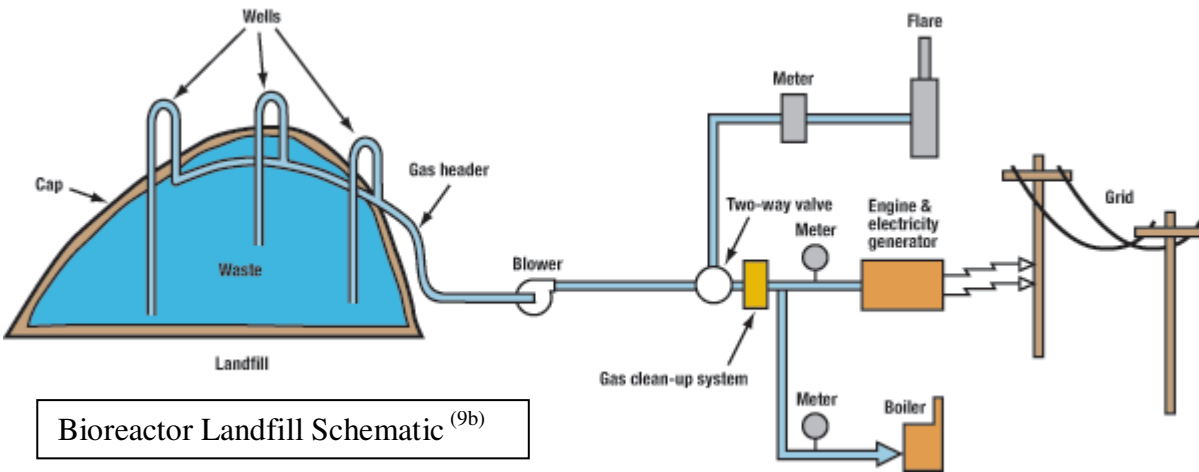 Wells
Flare
Meter
Gas header
Cap
Two-way valve
Engine &
electricity
generator
Grid
Meter
Blower
Waste
Landfill
Gas clean-up system
Meter
Boiler
Bioreactor Landfill Schematic (9b)